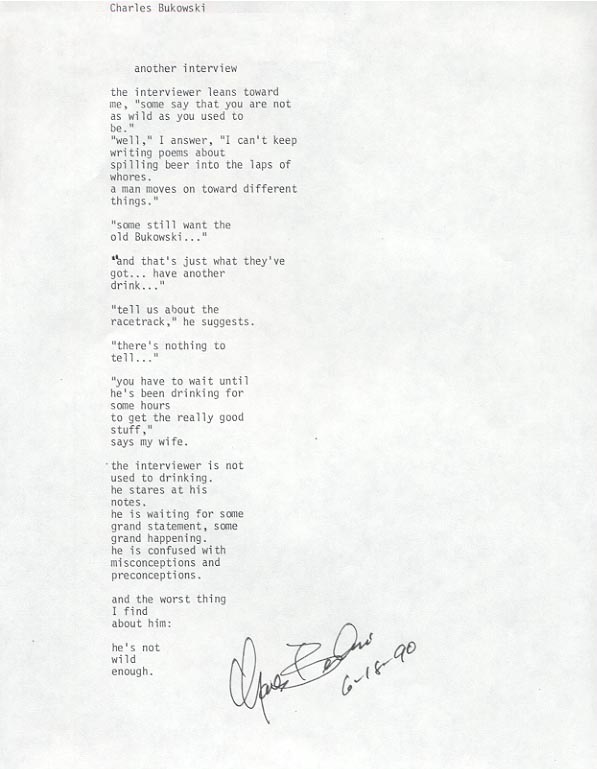 Charles Bukowski
another interview
the interviewer leans toward
me, "some say that you are not
as wild as you used to
be."
"well," I answer, "I can't keep
writing poems about
spilling beer into the laps of
whores.
a man moves on toward different
things."
"some still want the
old Bukowski..."
"and that's just what they've
got... have another
drink..."
"tell us about the
racetrack," he suggests.
"there's nothing to
tell..."
"you have to wait until
he's been drinking for
some hours
to get the really good
stuff,"
says my wife.
the interviewer is not
used to drinking.
he stares at his
notes.
he is waiting for some
grand statement, some
grand happening.
he is confused with
misconceptions and
preconceptions.
and the worst thing
I find
about him:
he's not
wild
enough.
Charles Bukowski
6-18-90